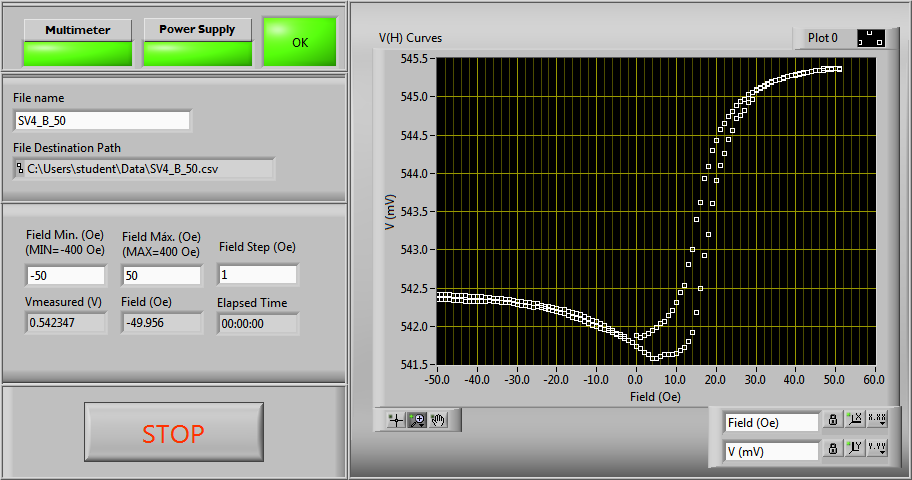 Multimeter
Power Supply
OK
File name
SV4_B_50
File Destination Path
C:\Users\student\Data\SV4_B_50.csv
Field Min. (Oe)
(MIN=-400 Oe)
Field Máx. (Oe)
(MAX=400 Oe)
Field Step (Oe)
-50
50
1
Vmeasured (V)
Field (Oe)
Elapsed Time
0.542347
-49.956
00:00:00
STOP
V(H) Curves
Plot 0
V (mV)
545.5
545.0
544.5
544.0
543.5
543.0
542.5
542.0
541.5
-50.0 -40.0 -30.0 -20.0 -10.0 0.0 10.0 20.0 30.0 40.0 50.0 60.0
Field (Oe)
Field (Oe)
X
X.XX
V (mV)
Y
Y.YY